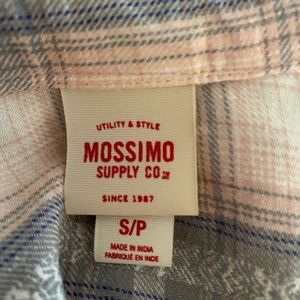 UTILITY & STYLE
MOSSIMO
SUPPLY CO
SINCE 1987
S/P
MADE IN INDIA
FABRIQUÉ EN INDE